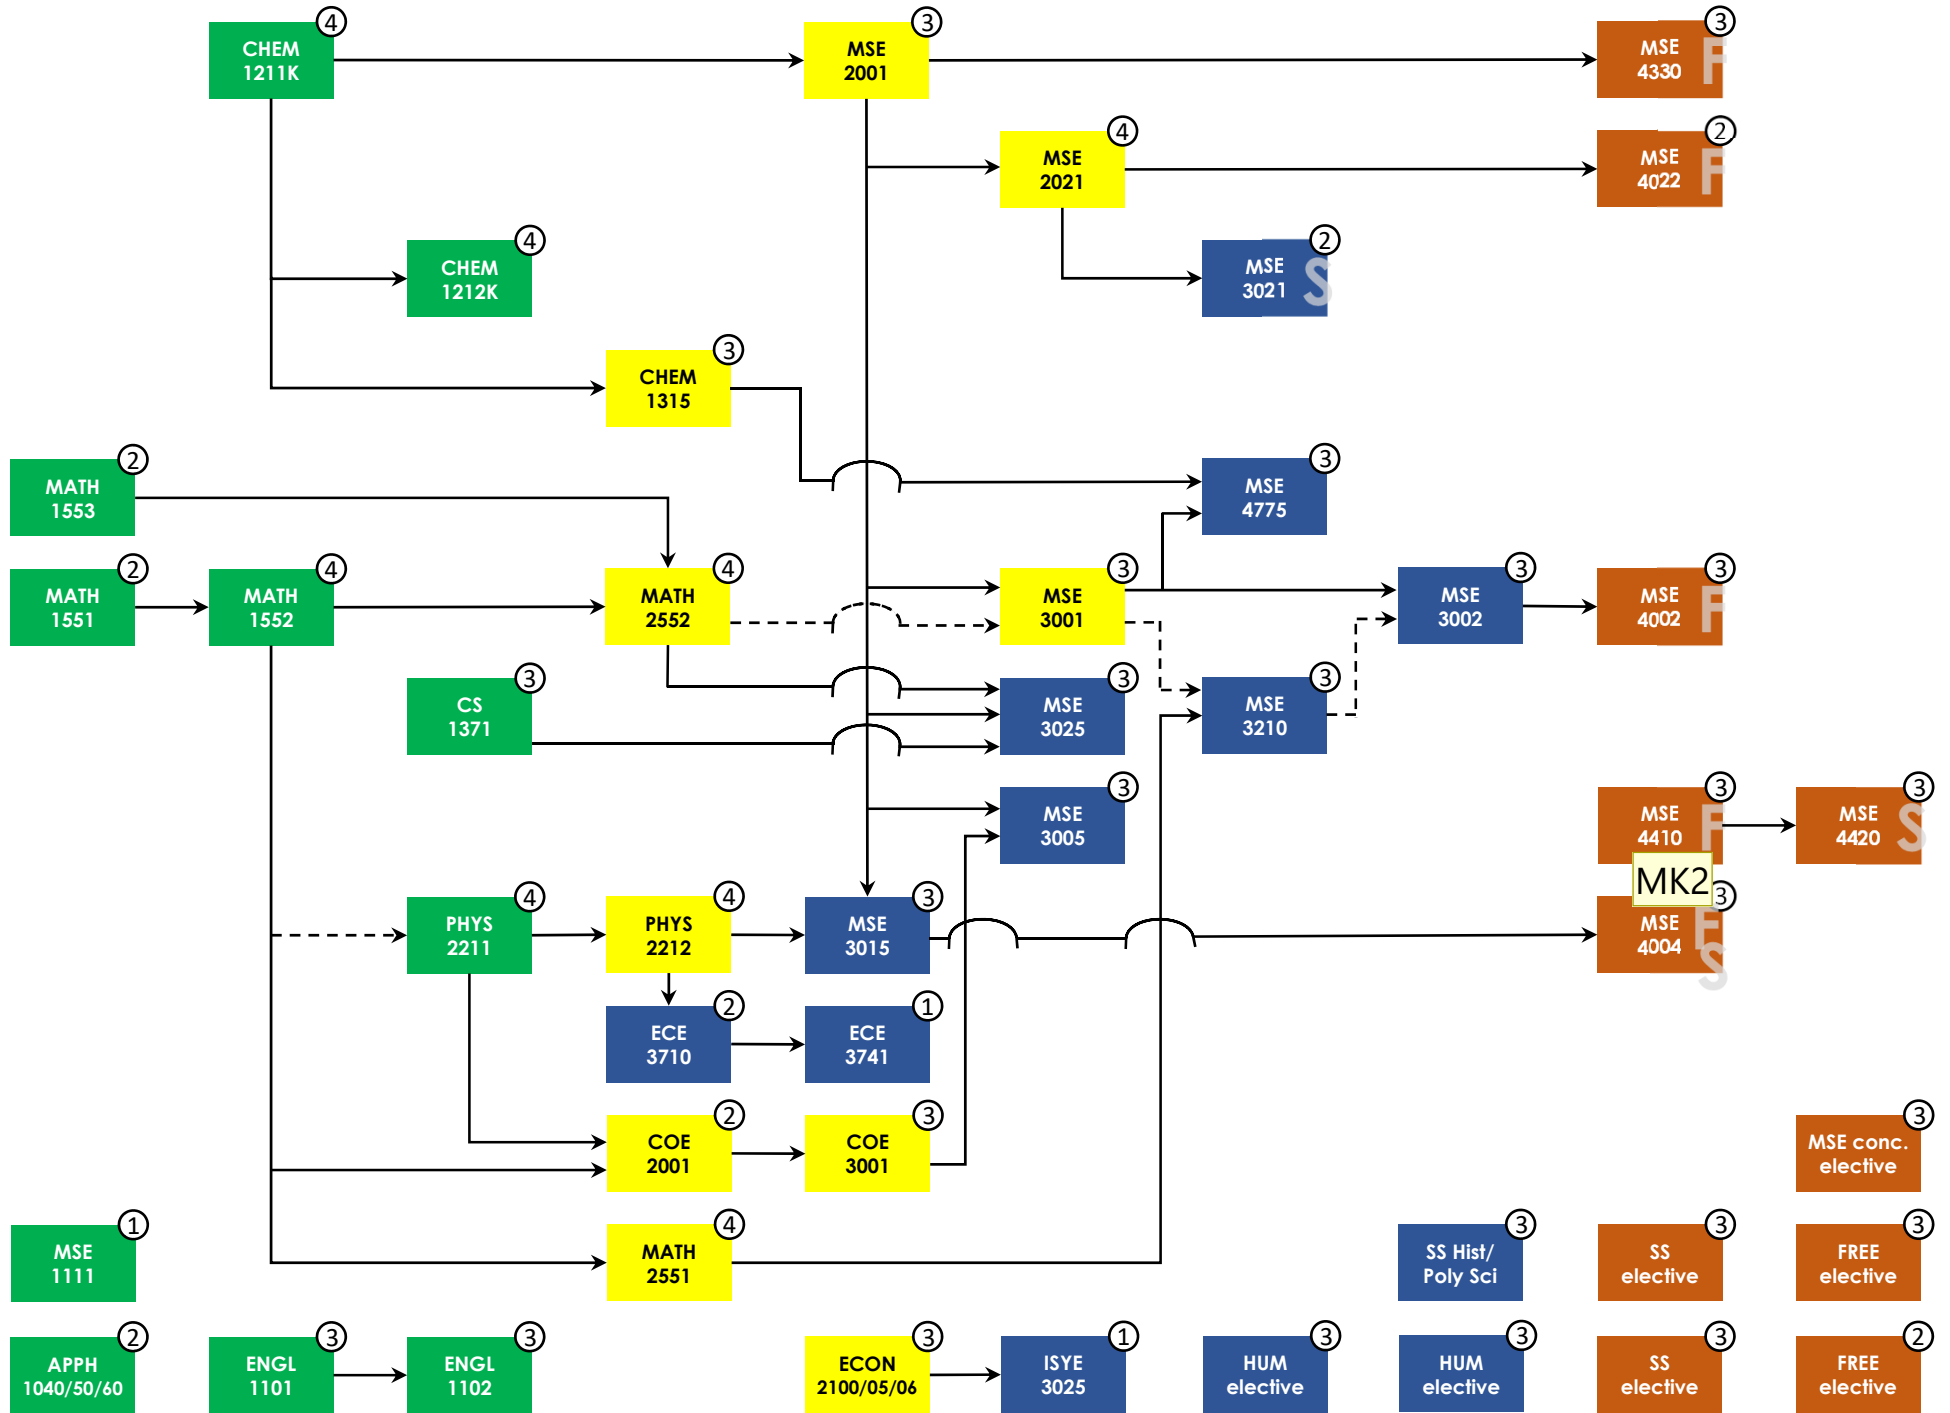 4
CHEM
1211K
3
MSE
2001
3
MSE
4330
F
4
MSE
2021
2
MSE
4022
F
4
CHEM
1212K
2
MSE
3021
S
3
CHEM
1315
2
MATH
1553
3
MSE
4775
2
MATH
1551
4
MATH
1552
4
MATH
2552
3
MSE
3001
3
MSE
3002
3
MSE
4002
F
3
CS
1371
3
MSE
3025
3
MSE
3210
3
MSE
3005
3
MSE
4410
F
3
MSE
4420
S
MK2
4
PHYS
2211
4
PHYS
2212
3
MSE
3015
3
MSE
4004
F
S
2
ECE
3710
1
ECE
3741
2
COE
2001
3
COE
3001
3
MSE conc.
elective
1
MSE
1111
4
MATH
2551
3
SS Hist/
Poly Sci
3
SS
elective
3
FREE
elective
2
APPH
1040/50/60
3
ENGL
1101
3
ENGL
1102
3
ECON
2100/05/06
1
ISYE
3025
3
HUM
elective
3
HUM
elective
3
SS
elective
2
FREE
elective